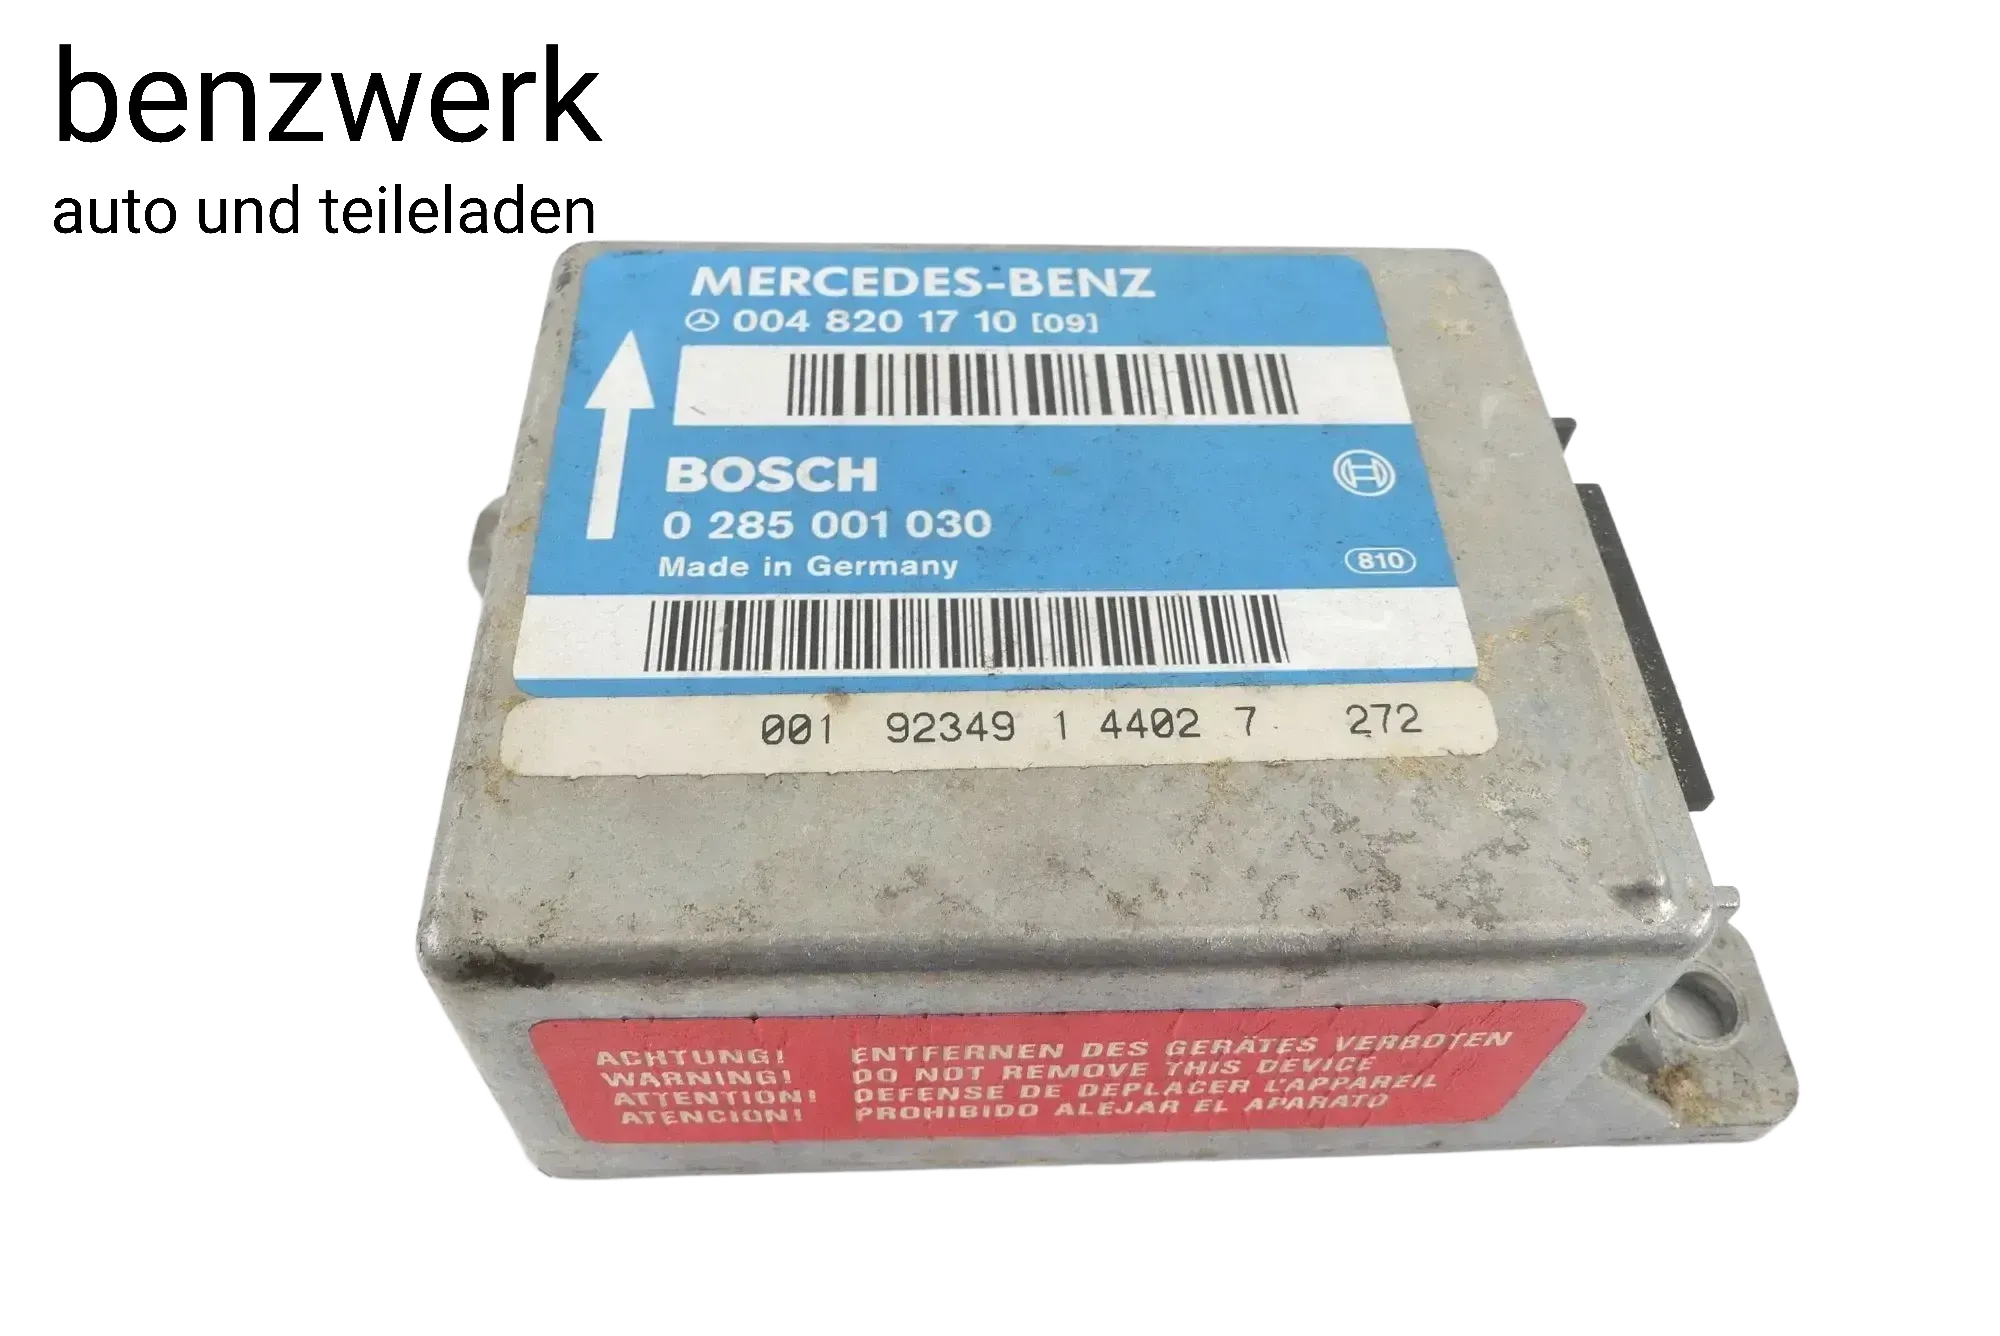 benzwerk
auto und teileladen
MERCEDES-BENZ
004 820 17 10 [09]
BOSCH
0 285 001 030
Made in Germany
810
001 92349 1 4402 7 272
ACHTUNG! ENTFERNEN DES GERÄTES VERBOTEN
WARNING! DO NOT REMOVE THIS DEVICE
ATTENTION! DEFENSE DE DEPLACER L'APPAREIL
ATENCION! PROHIBIDO ALEJAR EL APARATO